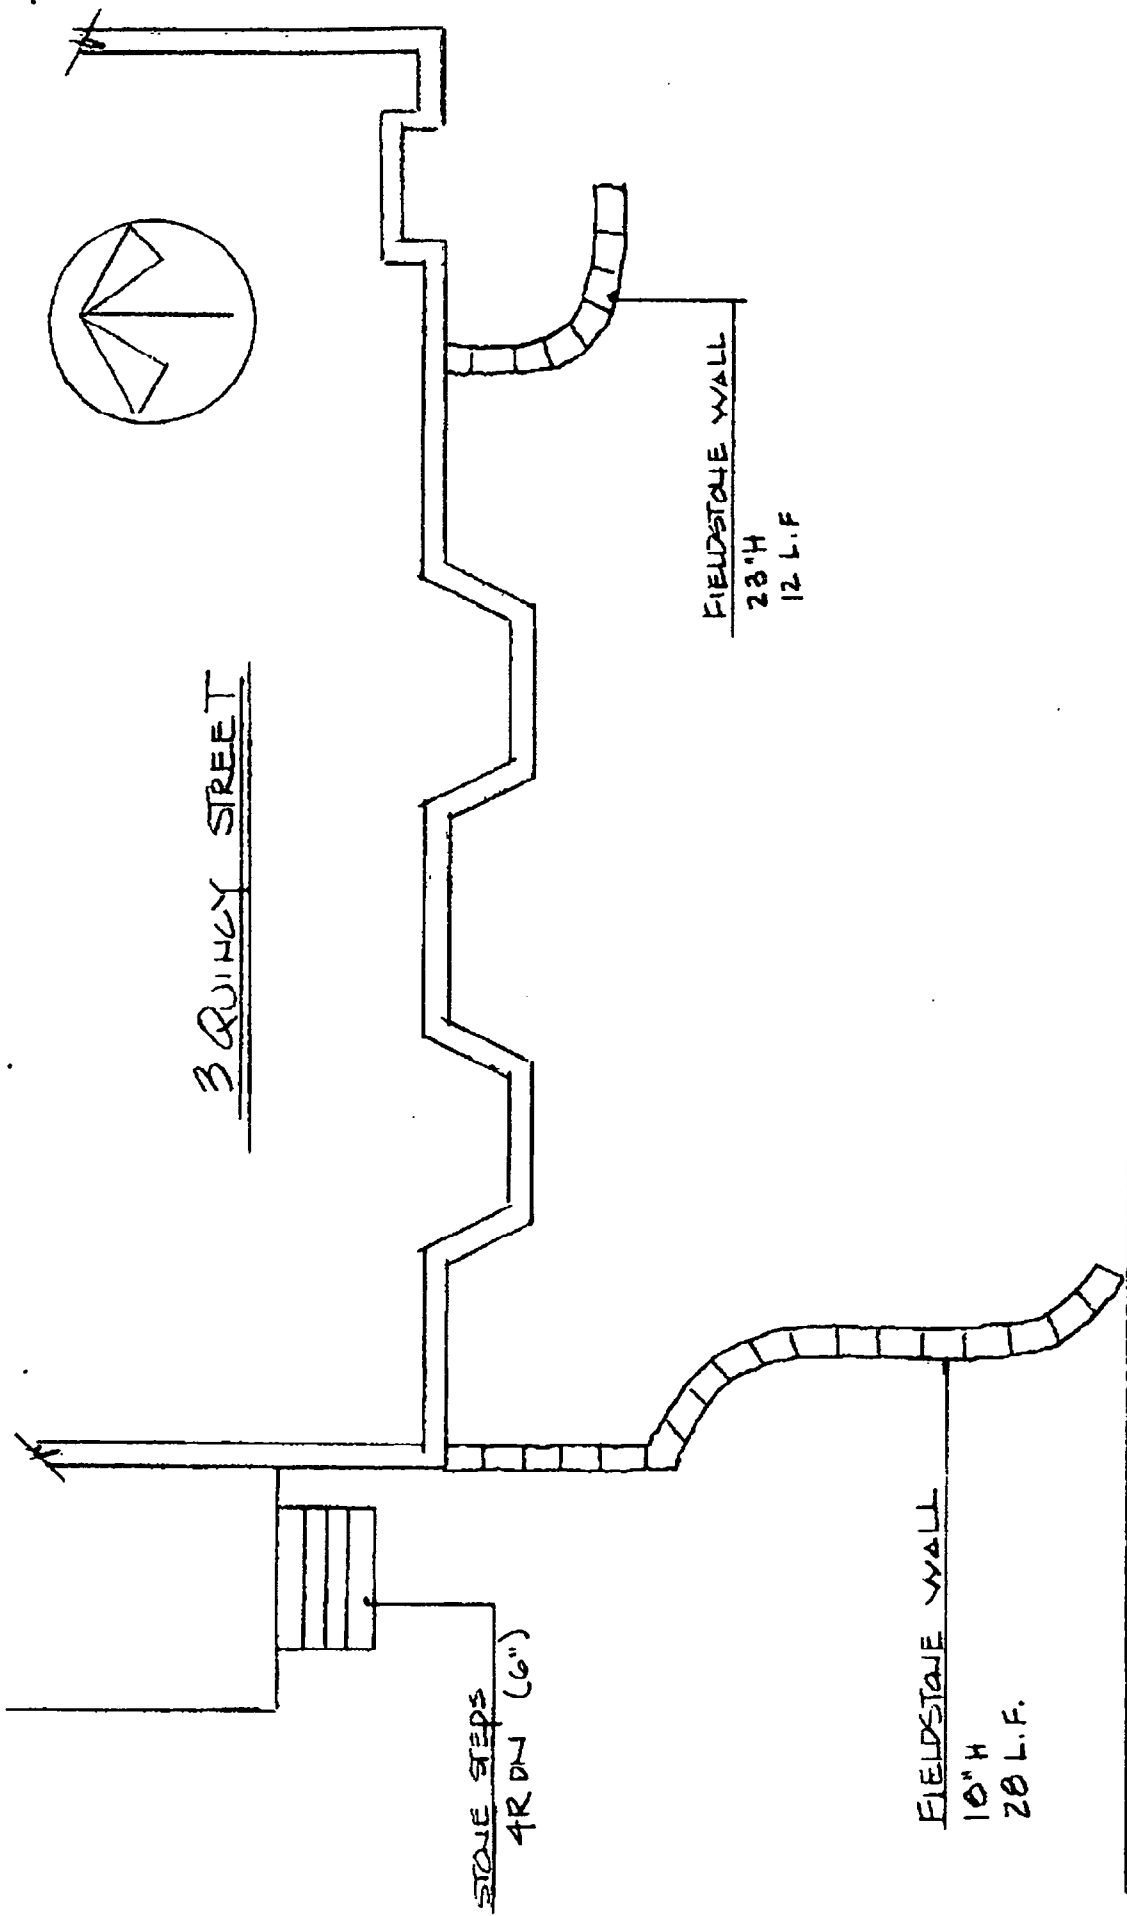 3 QUINCY STREET
FIELDSTONE WALL
23"H
12 L.F
STONE STEPS
4R DN (6")
FIELDSTONE WALL
18"H
28 L.F.